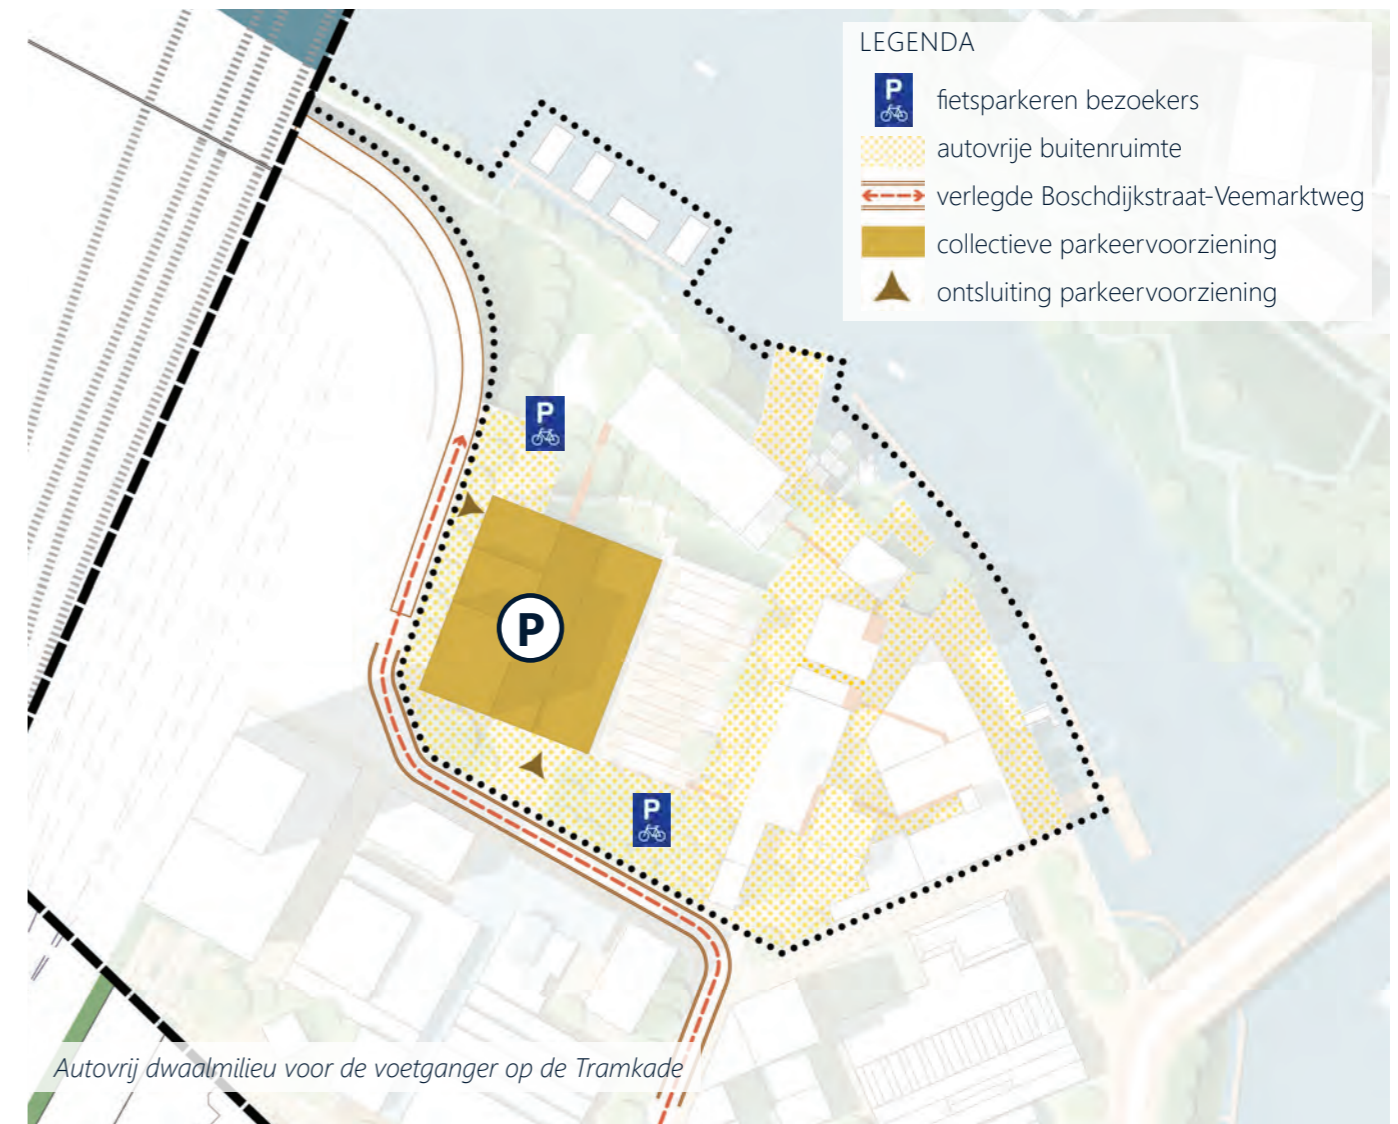 LEGENDA
P
fietsparkeren bezoekers
autovrije buitenruimte
verlegde Boschdijkstraat-Veemarktweg
collectieve parkeervoorziening
ontsluiting parkeervoorziening
P
P
P
Autovrij dwaalmilieu voor de voetganger op de Tramkade